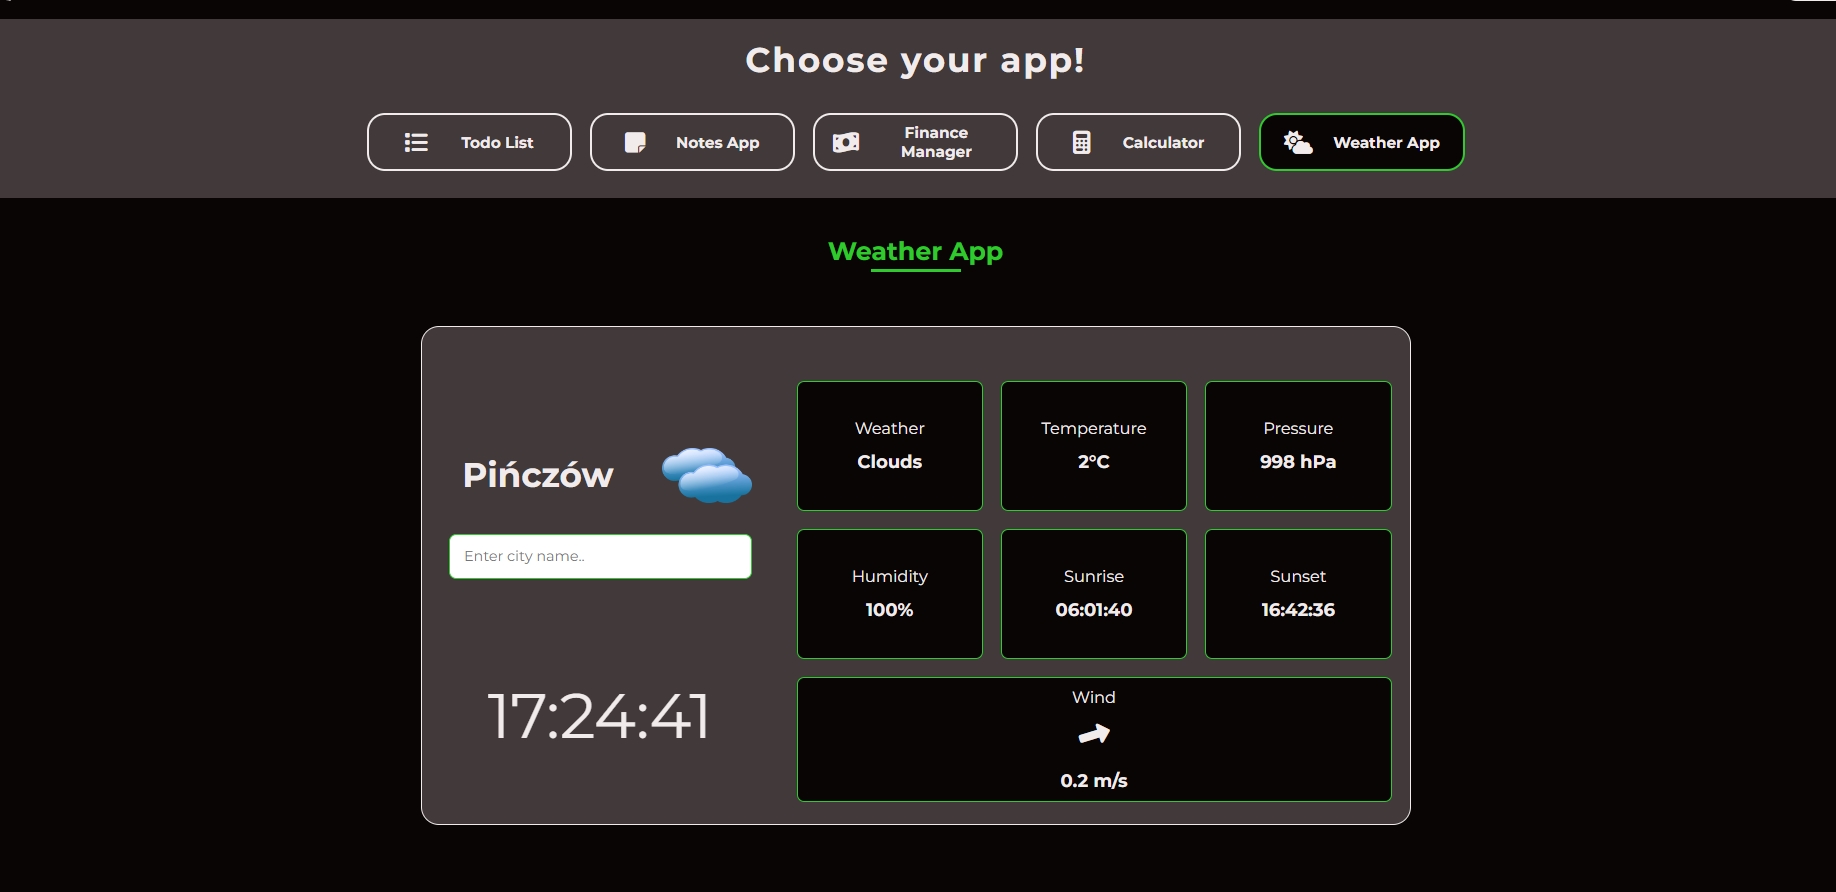 Choose your app!
Todo List
Notes App
Finance
Manager
Calculator
Weather App
Weather App
Pińczów
Enter city name..
17:24:41
Weather
Clouds
Temperature
2°C
Pressure
998 hPa
Humidity
100%
Sunrise
06:01:40
Sunset
16:42:36
Wind
0.2 m/s